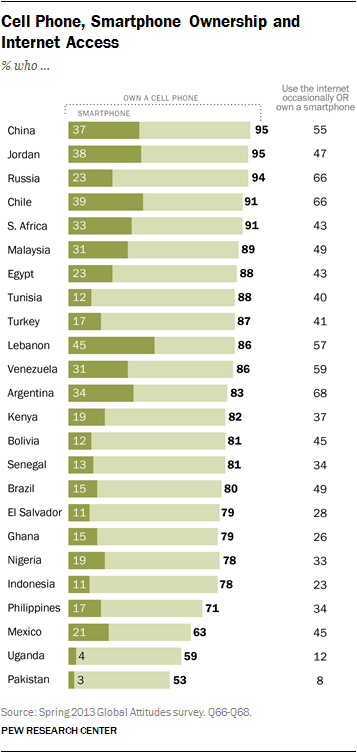 Cell Phone, Smartphone Ownership and
Internet Access
% who ...
OWN A CELL PHONE
SMARTPHONE
Use the internet
occasionally OR
own a smartphone
China 37 95 55
Jordan 38 95 47
Russia 23 94 66
Chile 39 91 66
S. Africa 33 91 43
Malaysia 31 89 49
Egypt 23 88 43
Tunisia 12 88 40
Turkey 17 87 41
Lebanon 45 86 57
Venezuela 31 86 59
Argentina 34 83 68
Kenya 19 82 37
Bolivia 12 81 45
Senegal 13 81 34
Brazil 15 80 49
El Salvador 11 79 28
Ghana 15 79 26
Nigeria 19 78 33
Indonesia 11 78 23
Philippines 17 71 34
Mexico 21 63 45
Uganda 4 59 12
Pakistan 3 53 8
Source: Spring 2013 Global Attitudes survey. Q66-Q68.
PEW RESEARCH CENTER